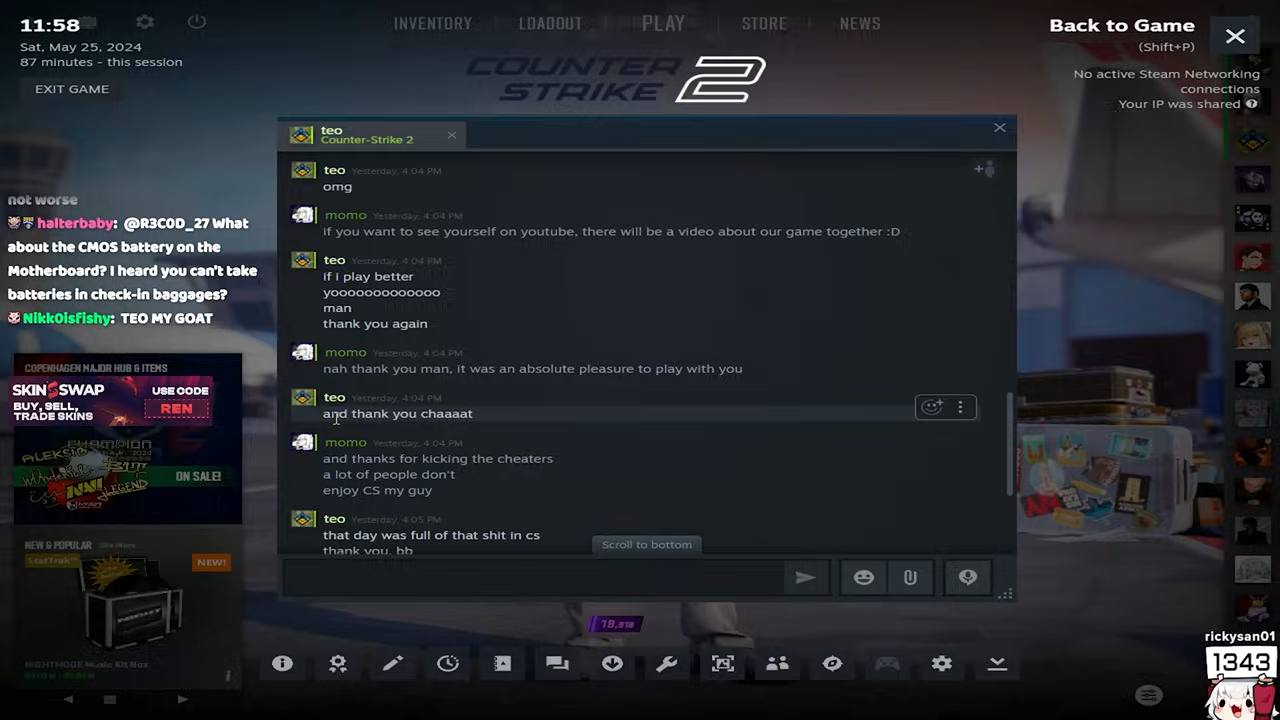 11:58
Sat, May 25, 2024
87 minutes - this session
EXIT GAME
INVENTORY
LOADOUT
PLAY
STORE
NEWS
Back to Game
(Shift+P)
No active Steam Networking
connections
Your IP was shared
COUNTER
STRIKE 2
teo
Counter-Strike 2
teo Yesterday, 4:04 PM
omg
momo Yesterday, 4:04 PM
if you want to see yourself on youtube, there will be a video about our game together :D
teo Yesterday, 4:04 PM
if i play better
yooooooooooooo
man
thank you again
momo Yesterday, 4:04 PM
nah thank you man, it was an absolute pleasure to play with you
teo Yesterday, 4:04 PM
and thank you chaaaat
momo Yesterday, 4:04 PM
and thanks for kicking the cheaters
a lot of people don't
enjoy CS my guy
teo Yesterday, 4:05 PM
that day was full of that shit in cs
thank you, bb
Scroll to bottom
not worse
halterbaby: @R3C0D_27 What
about the CMOS battery on the
Motherboard? I heard you can't take
batteries in check-in baggages?
Nikk0isfishy: TEO MY GOAT
COPENHAGEN MAJOR HUB & ITEMS
SKIN SWAP
BUY, SELL,
TRADE SKINS
USE CODE
REN
CHAMPION
ON SALE!
NEW & POPULAR
StatTrak
NEW!
NIGHTMODE Music Kit Box
rickysan01
1343